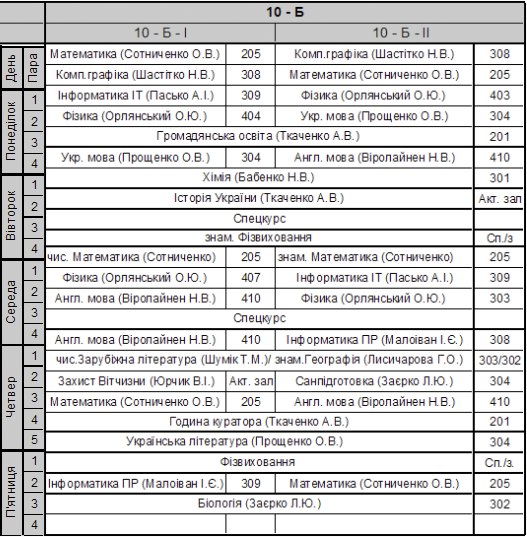 10 - Б
10 - Б - I 10 - Б - II
День Пара Математика (Сотниченко О.В.) 205 Комп.графіка (Шастітко Н.В.) 308
Комп.графіка (Шастітко Н.В.) 308 Математика (Сотниченко О.В.) 205
Понеділок 1 Інформатика ІТ (Пасько А.І.) 309 Фізика (Орлянський О.Ю.) 403
2 Фізика (Орлянський О.Ю.) 404 Укр. мова (Прощенко О.В.) 304
3 Громадянська освіта (Ткаченко А.В.) 201
4 Укр. мова (Прощенко О.В.) 304 Англ. мова (Віролайнен Н.В.) 410
Вівторок 1 Хімія (Бабенко Н.В.) 301
2 Історія України (Ткаченко А.В.) Акт. зал
3 Спецкурс
знам. Фізвиховання Сп./з
4 чис. Математика (Сотниченко) 205 знам. Математика (Сотниченко) 205
Середа 1 Фізика (Орлянський О.Ю.) 407 Інформатика ІТ (Пасько А.І.) 309
2 Англ. мова (Віролайнен Н.В.) 410 Фізика (Орлянський О.Ю.) 303
3 Спецкурс
4 Англ. мова (Віролайнен Н.В.) 410 Інформатика ПР (Малоіван І.Є.) 308
Четвер 1 чис.Зарубіжна література (Шумік Т.М.)/ знам.Географія (Лисичарова Г.О.) 303/302
2 Захист Вітчизни (Юрчик В.І.) Акт. зал Санпідготовка (Заєрко Л.Ю.) 304
3 Математика (Сотниченко О.В.) 205 Англ. мова (Віролайнен Н.В.) 410
4 Година куратора (Ткаченко А.В.) 201
5 Українська література (Прощенко О.В.) 304
П'ятниця 1 Фізвиховання Сп./з.
2 Інформатика ПР (Малоіван І.Є.) 309 Математика (Сотниченко О.В.) 205
3 Біологія (Заєрко Л.Ю.) 302
4